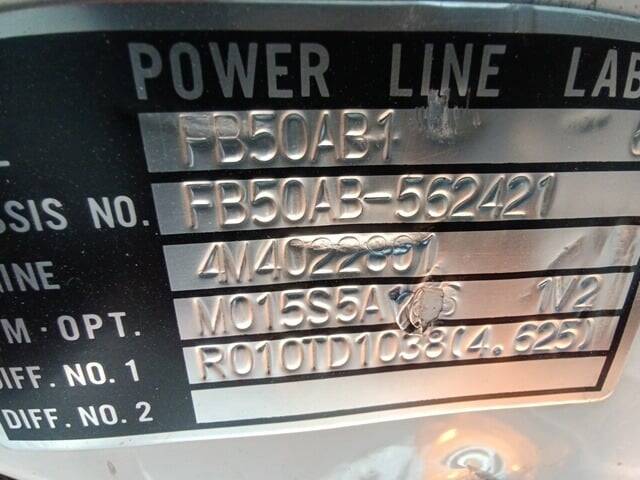 POWER LINE LAB
FB50AB1
SSIS NO. FB50AB-562421
INE
M·OPT. M015S5A 1V2
DIFF. NO. 1 R010TD1038(4.625)
DIFF. NO. 2